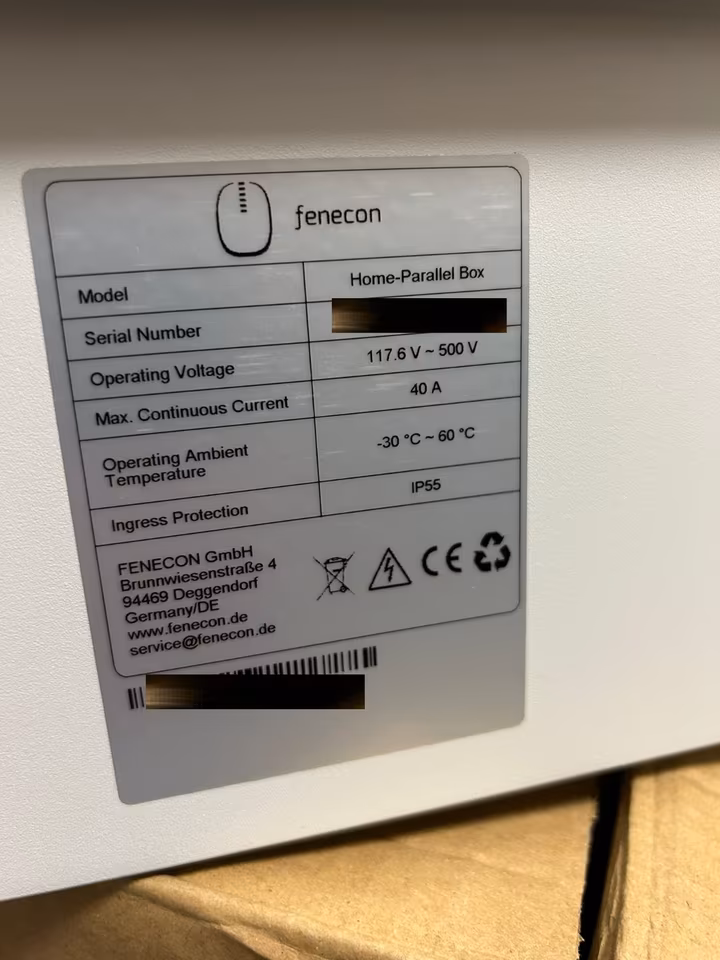 fenecon
Model Home-Parallel Box
Serial Number
Operating Voltage 117.6 V ~ 500 V
Max. Continuous Current 40 A
Operating Ambient
Temperature -30 °C ~ 60 °C
Ingress Protection IP55
FENECON GmbH
Brunnwiesenstraße 4
94469 Deggendorf
Germany/DE
www.fenecon.de
service@fenecon.de
CE